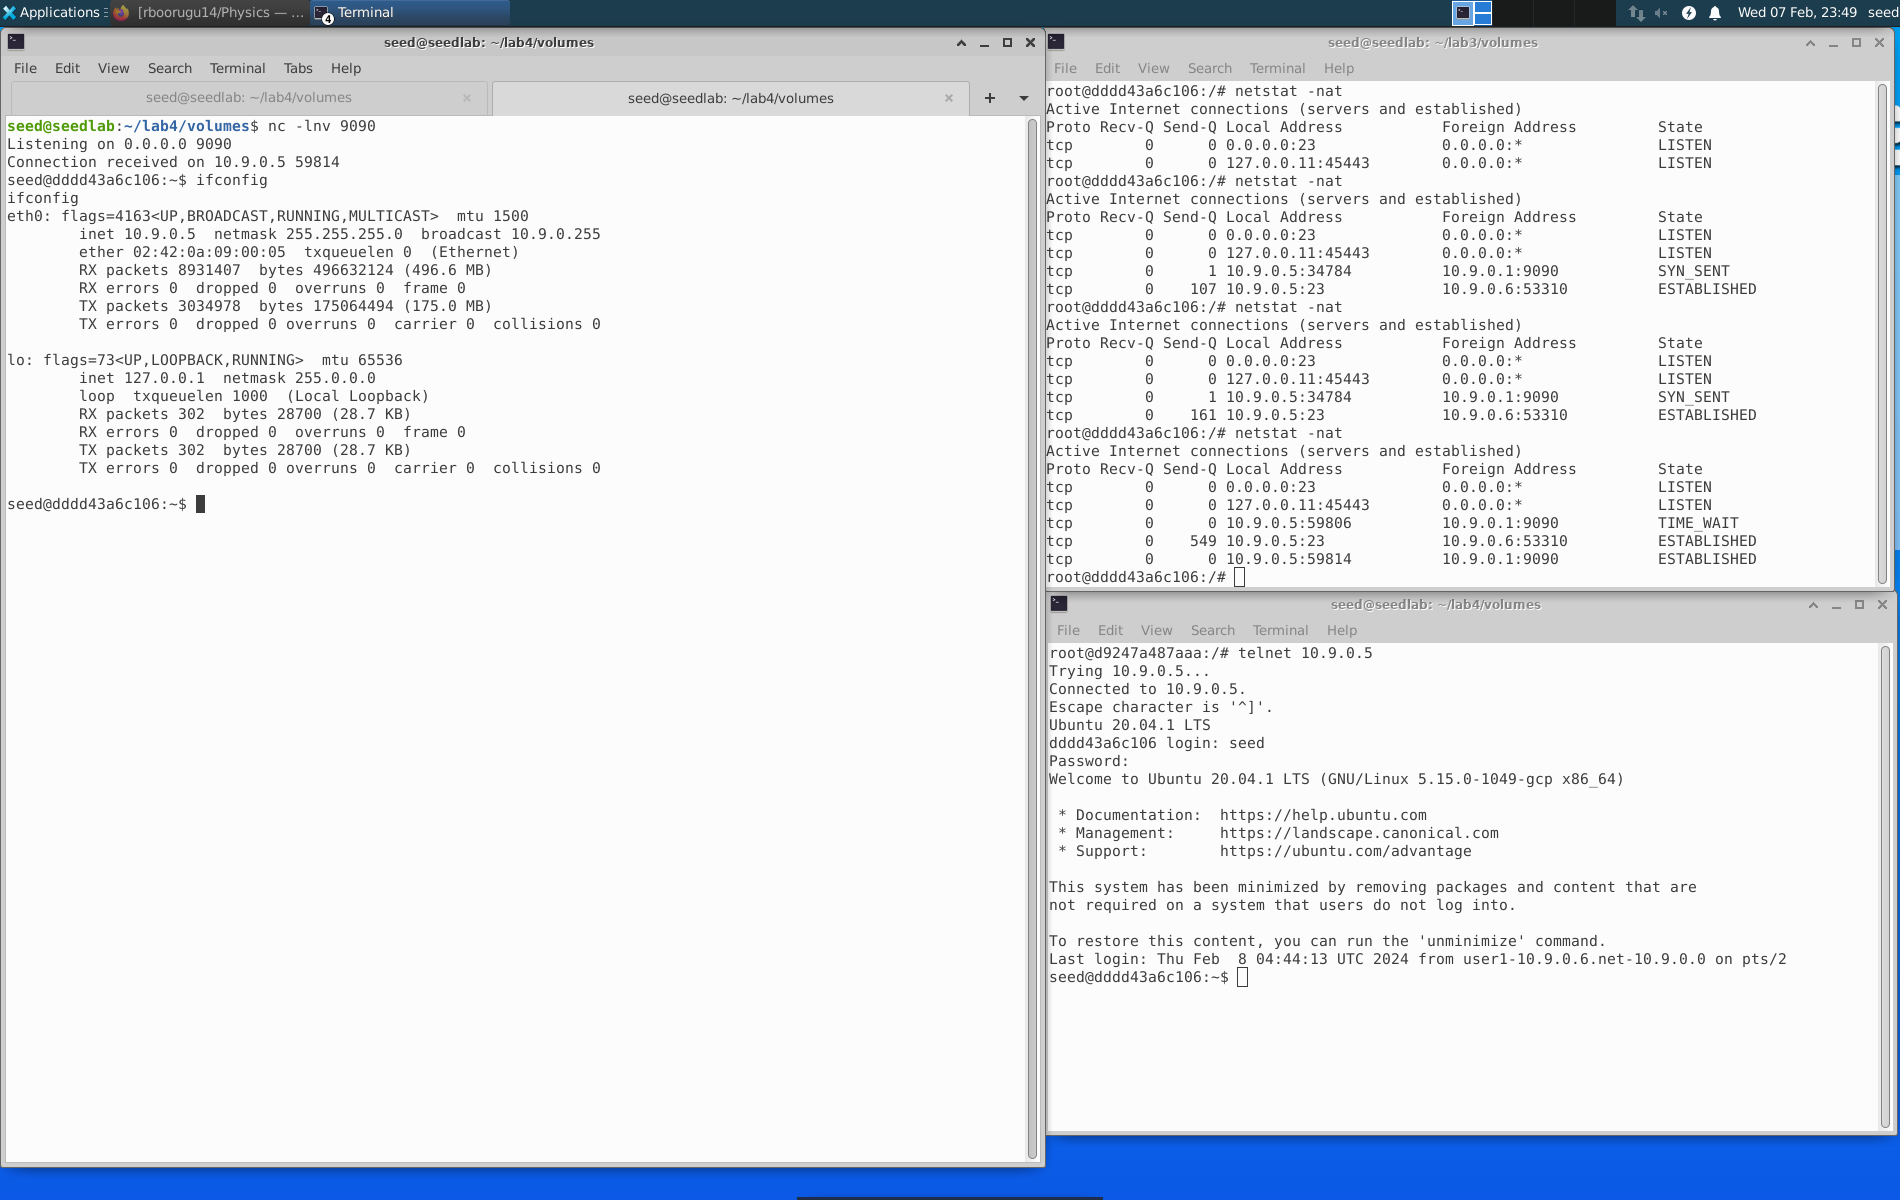 Applications
[rboorugu14/Physics — ...
4
Terminal
Wed 07 Feb, 23:49
seed
seed@seedlab: ~/lab4/volumes
File Edit View Search Terminal Tabs Help
seed@seedlab: ~/lab4/volumes
seed@seedlab: ~/lab4/volumes
seed@seedlab:~/lab4/volumes$ nc -lnv 9090
Listening on 0.0.0.0 9090
Connection received on 10.9.0.5 59814
seed@dddd43a6c106:~$ ifconfig
ifconfig
eth0: flags=4163<UP,BROADCAST,RUNNING,MULTICAST>  mtu 1500
        inet 10.9.0.5  netmask 255.255.255.0  broadcast 10.9.0.255
        ether 02:42:0a:09:00:05  txqueuelen 0  (Ethernet)
        RX packets 8931407  bytes 496632124 (496.6 MB)
        RX errors 0  dropped 0  overruns 0  frame 0
        TX packets 3034978  bytes 175064494 (175.0 MB)
        TX errors 0  dropped 0 overruns 0  carrier 0  collisions 0
lo: flags=73<UP,LOOPBACK,RUNNING>  mtu 65536
        inet 127.0.0.1  netmask 255.0.0.0
        loop  txqueuelen 1000  (Local Loopback)
        RX packets 302  bytes 28700 (28.7 KB)
        RX errors 0  dropped 0  overruns 0  frame 0
        TX packets 302  bytes 28700 (28.7 KB)
        TX errors 0  dropped 0 overruns 0  carrier 0  collisions 0
seed@dddd43a6c106:~$
seed@seedlab: ~/lab3/volumes
File Edit View Search Terminal Help
root@dddd43a6c106:/# netstat -nat
Active Internet connections (servers and established)
Proto Recv-Q Send-Q Local Address           Foreign Address         State
tcp        0      0 0.0.0.0:23              0.0.0.0:*               LISTEN
tcp        0      0 127.0.0.11:45443        0.0.0.0:*               LISTEN
root@dddd43a6c106:/# netstat -nat
Active Internet connections (servers and established)
Proto Recv-Q Send-Q Local Address           Foreign Address         State
tcp        0      0 0.0.0.0:23              0.0.0.0:*               LISTEN
tcp        0      0 127.0.0.11:45443        0.0.0.0:*               LISTEN
tcp        0      1 10.9.0.5:34784          10.9.0.1:9090           SYN_SENT
tcp        0    107 10.9.0.5:23             10.9.0.6:53310          ESTABLISHED
root@dddd43a6c106:/# netstat -nat
Active Internet connections (servers and established)
Proto Recv-Q Send-Q Local Address           Foreign Address         State
tcp        0      0 0.0.0.0:23              0.0.0.0:*               LISTEN
tcp        0      0 127.0.0.11:45443        0.0.0.0:*               LISTEN
tcp        0      1 10.9.0.5:34784          10.9.0.1:9090           SYN_SENT
tcp        0    161 10.9.0.5:23             10.9.0.6:53310          ESTABLISHED
root@dddd43a6c106:/# netstat -nat
Active Internet connections (servers and established)
Proto Recv-Q Send-Q Local Address           Foreign Address         State
tcp        0      0 0.0.0.0:23              0.0.0.0:*               LISTEN
tcp        0      0 127.0.0.11:45443        0.0.0.0:*               LISTEN
tcp        0      0 10.9.0.5:59806          10.9.0.1:9090           TIME_WAIT
tcp        0    549 10.9.0.5:23             10.9.0.6:53310          ESTABLISHED
tcp        0      0 10.9.0.5:59814          10.9.0.1:9090           ESTABLISHED
root@dddd43a6c106:/#
seed@seedlab: ~/lab4/volumes
File Edit View Search Terminal Help
root@d9247a487aaa:/# telnet 10.9.0.5
Trying 10.9.0.5...
Connected to 10.9.0.5.
Escape character is '^]'.
Ubuntu 20.04.1 LTS
dddd43a6c106 login: seed
Password:
Welcome to Ubuntu 20.04.1 LTS (GNU/Linux 5.15.0-1049-gcp x86_64)
 * Documentation:  https://help.ubuntu.com
 * Management:     https://landscape.canonical.com
 * Support:        https://ubuntu.com/advantage
This system has been minimized by removing packages and content that are
not required on a system that users do not log into.
To restore this content, you can run the 'unminimize' command.
Last login: Thu Feb  8 04:44:13 UTC 2024 from user1-10.9.0.6.net-10.9.0.0 on pts/2
seed@dddd43a6c106:~$